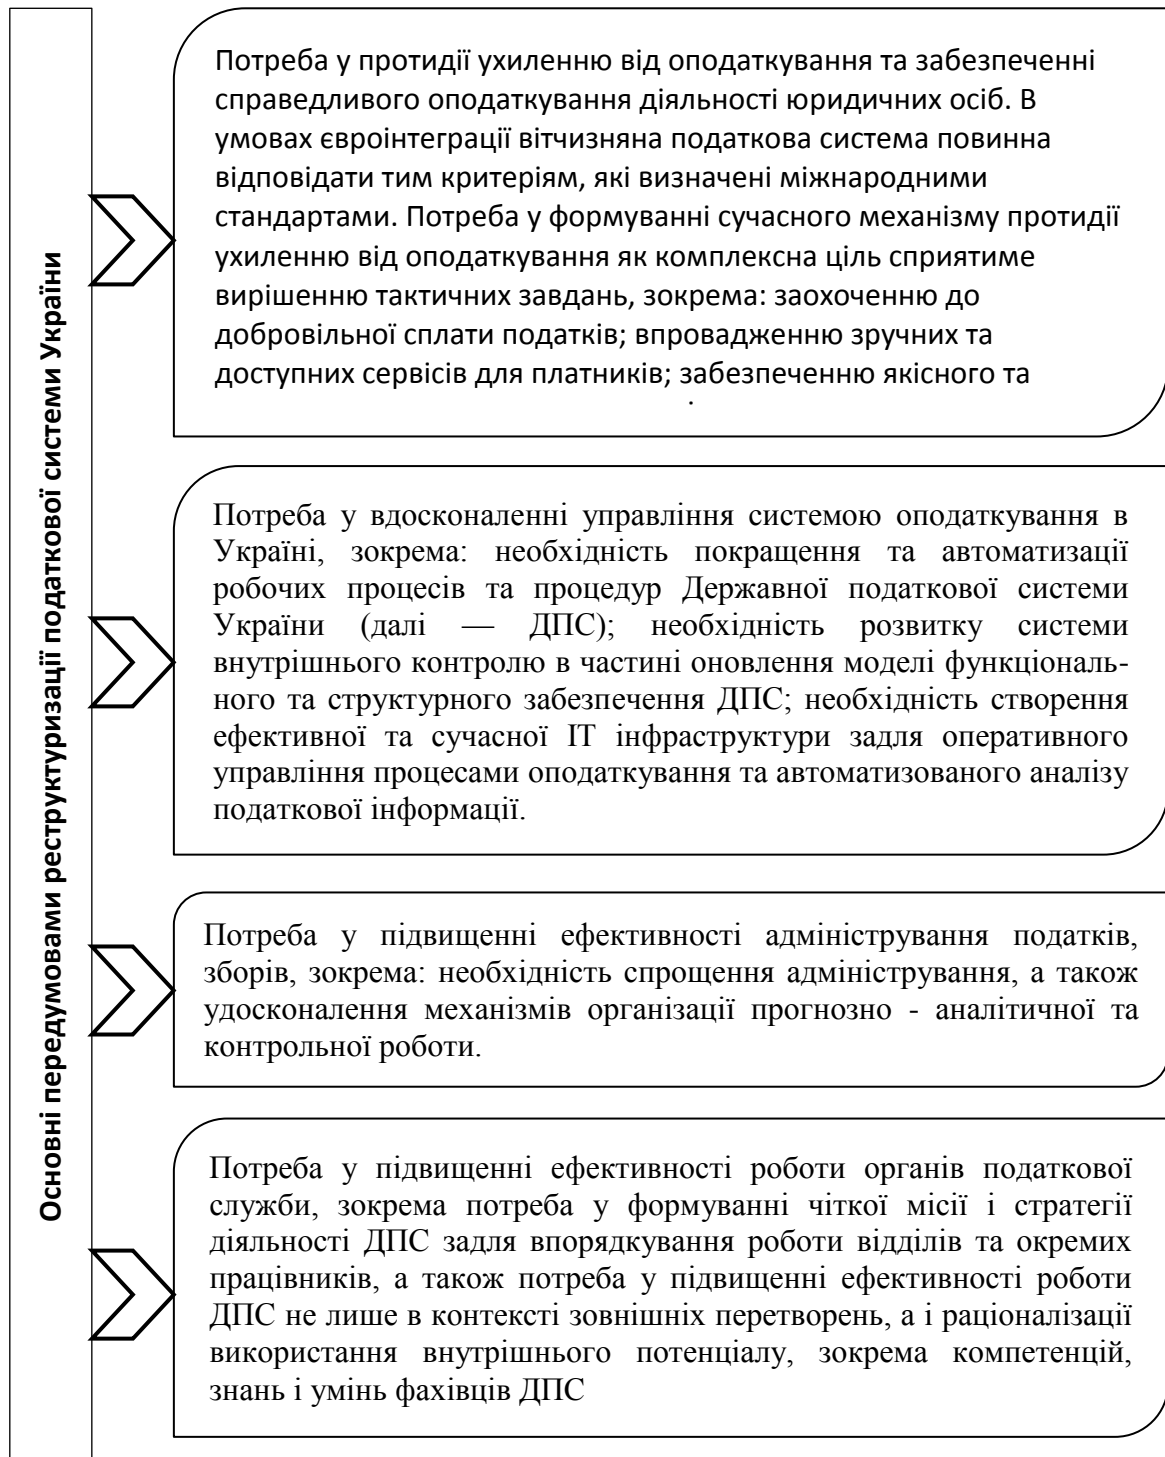 Основні передумовами реструктуризації податкової системи України
Потреба у протидії ухиленню від оподаткування та забезпеченні
справедливого оподаткування діяльності юридичних осіб. В
умовах євроінтеграції вітчизняна податкова система повинна
відповідати тим критеріям, які визначені міжнародними
стандартами. Потреба у формуванні сучасного механізму протидії
ухиленню від оподаткування як комплексна ціль сприятиме
вирішенню тактичних завдань, зокрема: заохоченню до
добровільної сплати податків; впровадженню зручних та
доступних сервісів для платників; забезпеченню якісного та
Потреба у вдосконаленні управління системою оподаткування в
Україні, зокрема: необхідність покращення та автоматизації
робочих процесів та процедур Державної податкової системи
України (далі — ДПС); необхідність розвитку системи
внутрішнього контролю в частині оновлення моделі функціональ-
ного та структурного забезпечення ДПС; необхідність створення
ефективної та сучасної ІТ інфраструктури задля оперативного
управління процесами оподаткування та автоматизованого аналізу
податкової інформації.
Потреба у підвищенні ефективності адміністрування податків,
зборів, зокрема: необхідність спрощення адміністрування, а також
удосконалення механізмів організації прогнозно - аналітичної та
контрольної роботи.
Потреба у підвищенні ефективності роботи органів податкової
служби, зокрема потреба у формуванні чіткої місії і стратегії
діяльності ДПС задля впорядкування роботи відділів та окремих
працівників, а також потреба у підвищенні ефективності роботи
ДПС не лише в контексті зовнішніх перетворень, а і раціоналізації
використання внутрішнього потенціалу, зокрема компетенцій,
знань і умінь фахівців ДПС